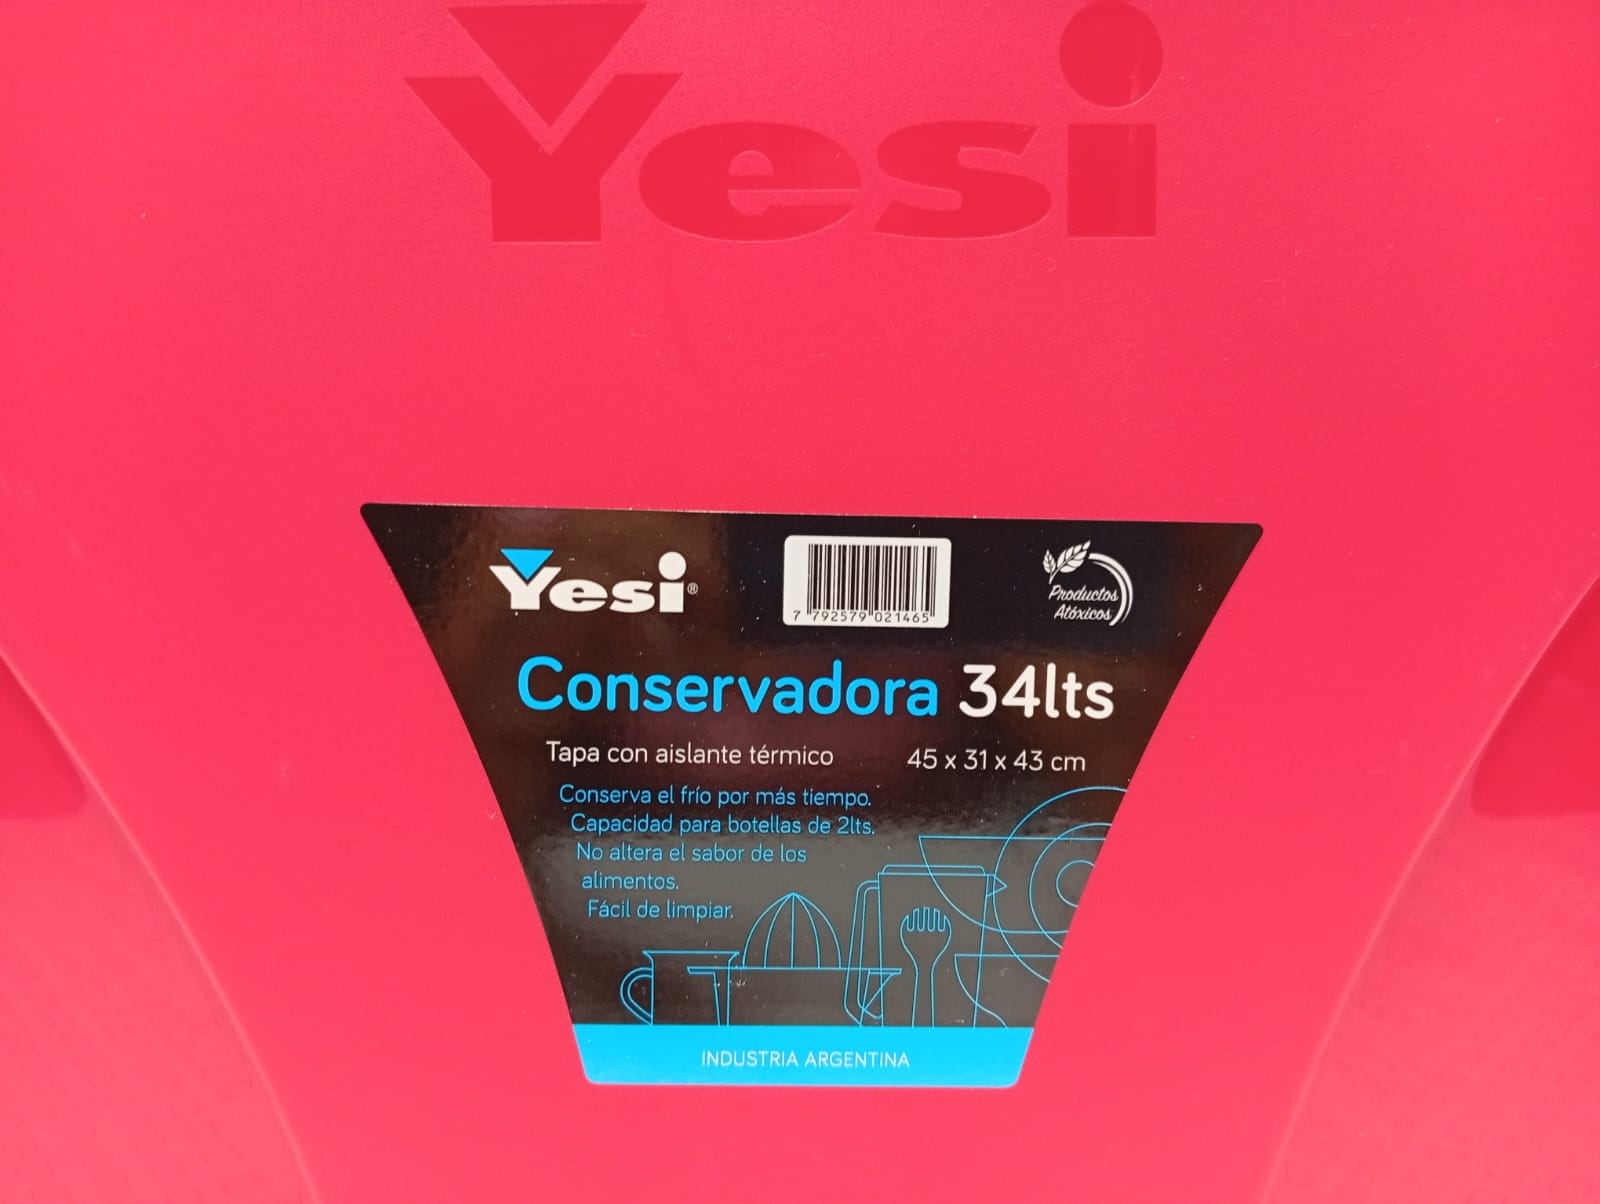 Yesi
Yesi®
7 792579 021465
Productos
Atóxicos
Conservadora 34lts
Tapa con aislante térmico 45 x 31 x 43 cm
Conserva el frío por más tiempo.
Capacidad para botellas de 2lts.
No altera el sabor de los
alimentos.
Fácil de limpiar.
INDUSTRIA ARGENTINA